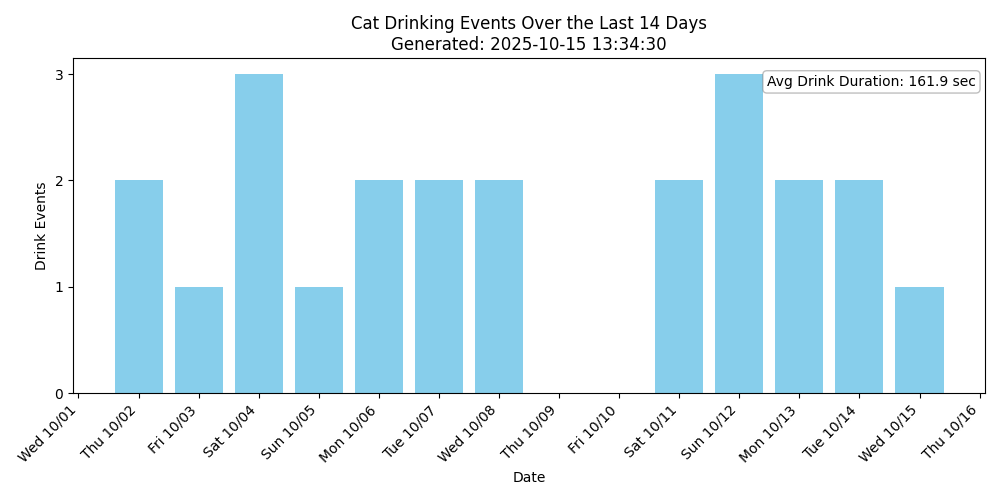 Cat Drinking Events Over the Last 14 Days
Generated: 2025-10-15 13:34:30
Avg Drink Duration: 161.9 sec
Drink Events
3
2
1
0
Wed 10/01
Thu 10/02
Fri 10/03
Sat 10/04
Sun 10/05
Mon 10/06
Tue 10/07
Wed 10/08
Thu 10/09
Fri 10/10
Sat 10/11
Sun 10/12
Mon 10/13
Tue 10/14
Wed 10/15
Thu 10/16
Date